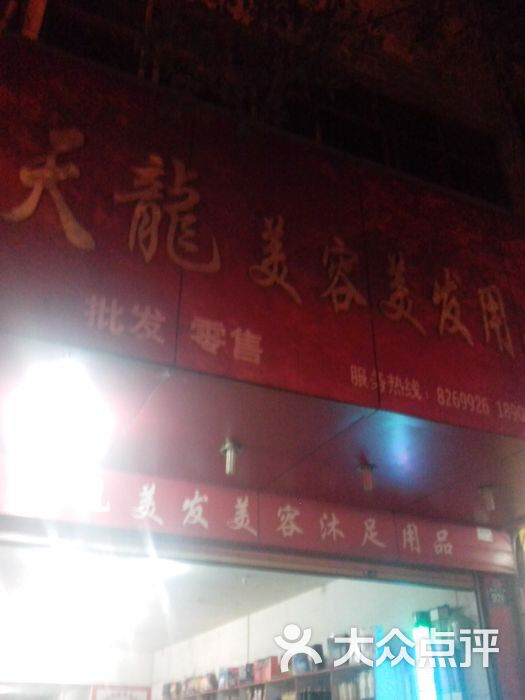 天龍 美容美发用
批发 零售
服务热线：8269926 189
美发美容沐足用品
大众点评